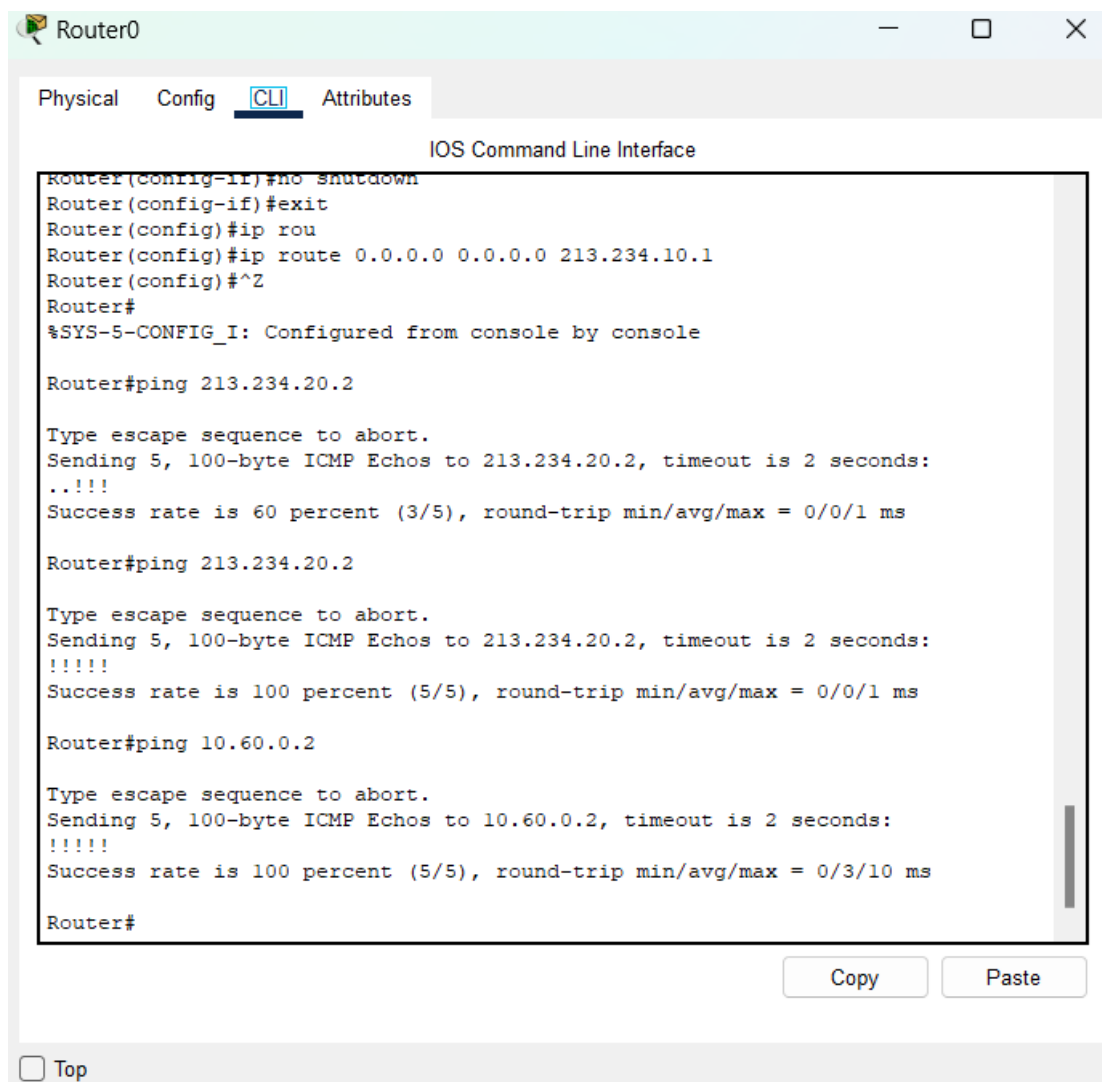 Router0
Physical Config CLI Attributes
IOS Command Line Interface
Router(config-if)#no shutdown
Router(config-if)#exit
Router(config)#ip rou
Router(config)#ip route 0.0.0.0 0.0.0.0 213.234.10.1
Router(config)#^Z
Router#
%SYS-5-CONFIG_I: Configured from console by console
Router#ping 213.234.20.2
Type escape sequence to abort.
Sending 5, 100-byte ICMP Echos to 213.234.20.2, timeout is 2 seconds:
..!!!
Success rate is 60 percent (3/5), round-trip min/avg/max = 0/0/1 ms
Router#ping 213.234.20.2
Type escape sequence to abort.
Sending 5, 100-byte ICMP Echos to 213.234.20.2, timeout is 2 seconds:
!!!!!
Success rate is 100 percent (5/5), round-trip min/avg/max = 0/0/1 ms
Router#ping 10.60.0.2
Type escape sequence to abort.
Sending 5, 100-byte ICMP Echos to 10.60.0.2, timeout is 2 seconds:
!!!!!
Success rate is 100 percent (5/5), round-trip min/avg/max = 0/3/10 ms
Router#
Copy Paste
Top